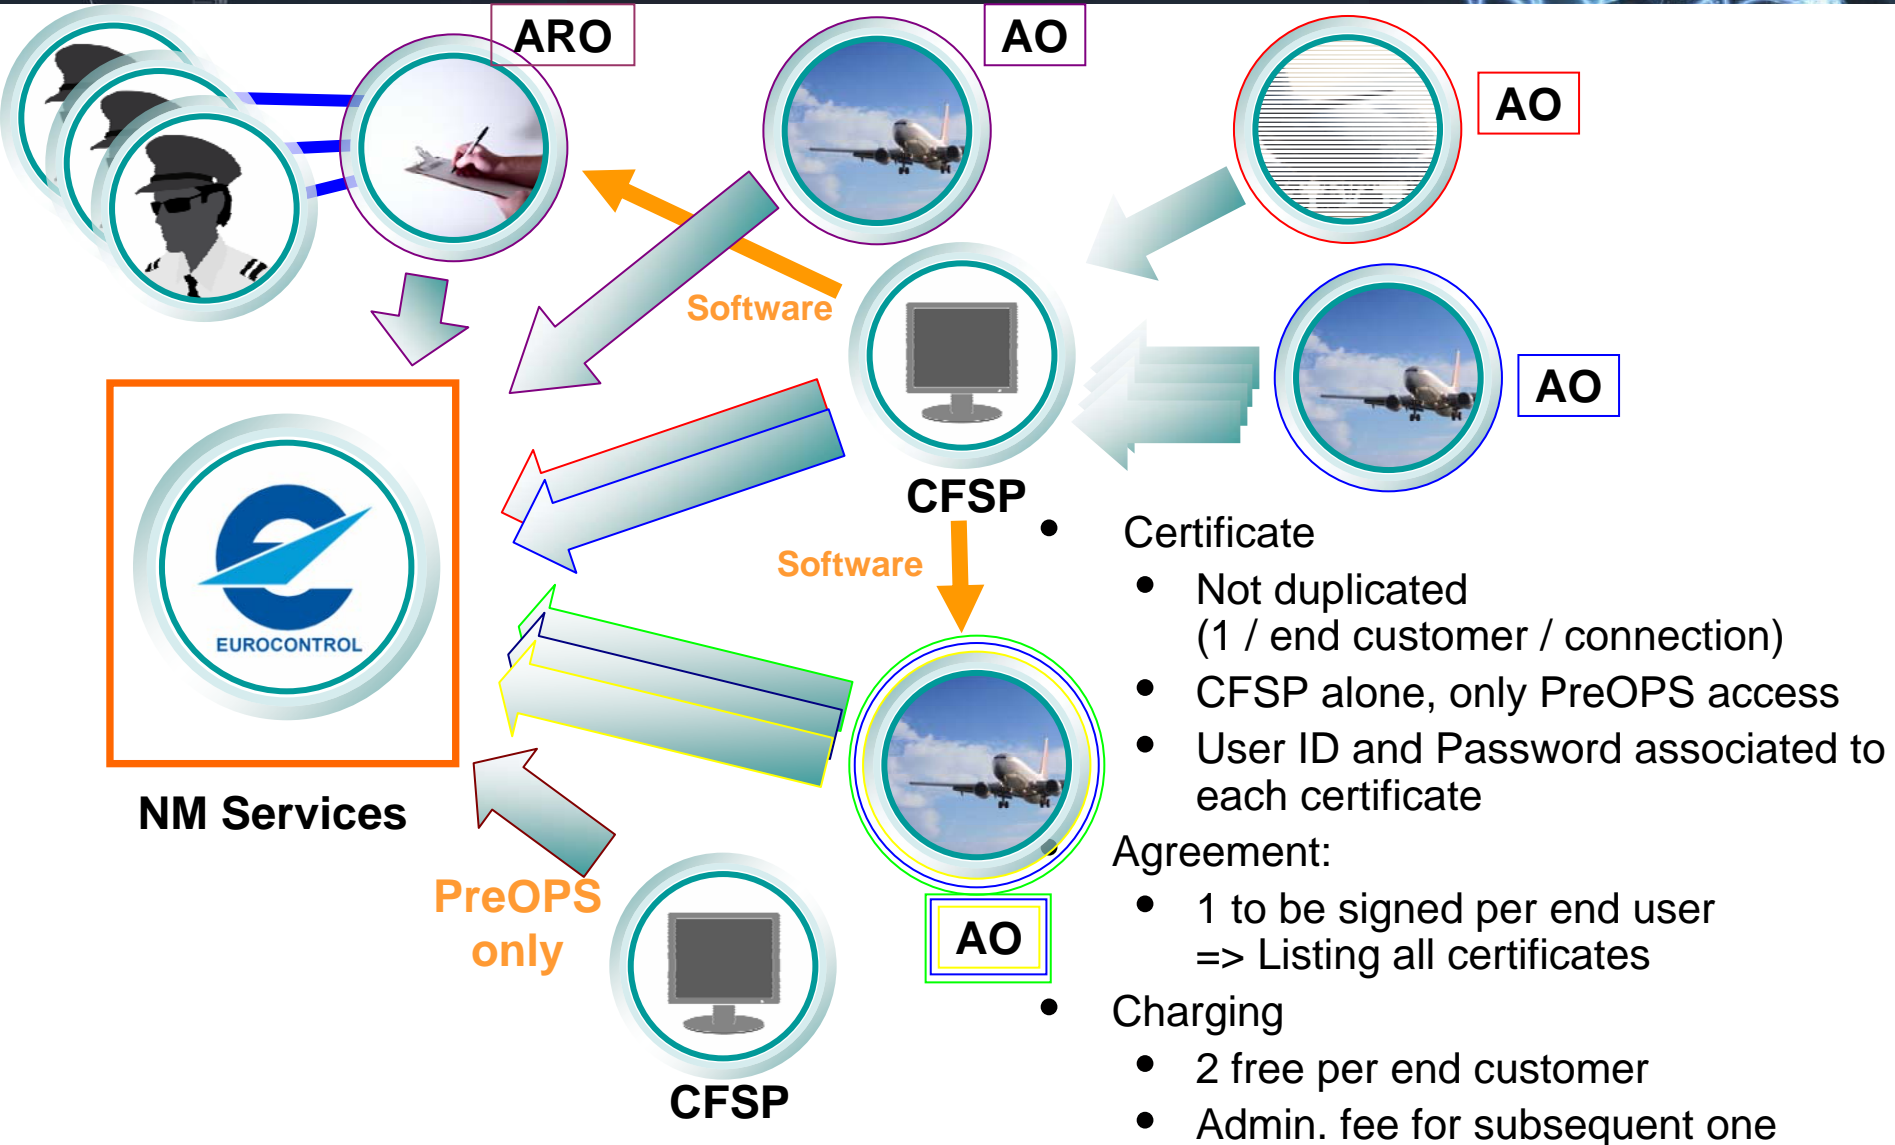 ARO
AO
AO
Software
AO
CFSP
Software
EUROCONTROL
NM Services
PreOPS
only
AO
CFSP
• Certificate
• Not duplicated
(1 / end customer / connection)
• CFSP alone, only PreOPS access
• User ID and Password associated to
each certificate
• Agreement:
• 1 to be signed per end user
=> Listing all certificates
• Charging
• 2 free per end customer
• Admin. fee for subsequent one